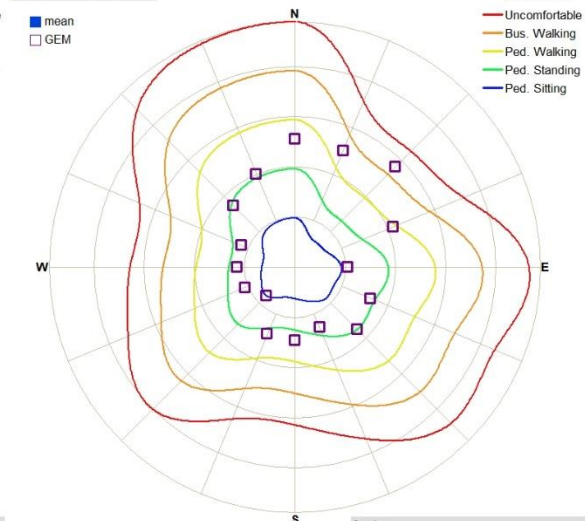 N
mean
GEM
Uncomfortable
Bus. Walking
Ped. Walking
Ped. Standing
Ped. Sitting
W
E
S